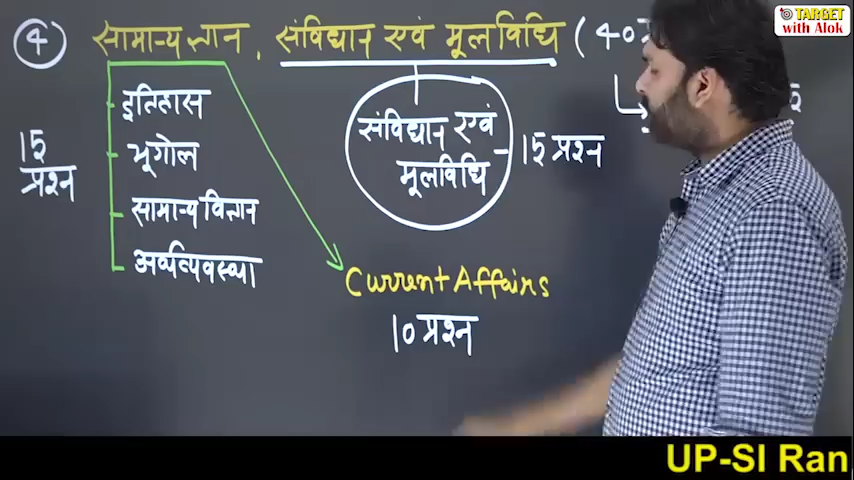 4 सामान्य ज्ञान, संविधान एवं मूलविधि (40
इतिहास
भूगोल
सामान्य विज्ञान
अर्थव्यवस्था
15
प्रश्न
संविधान एवं
मूलविधि
15 प्रश्न
Current Affairs
10 प्रश्न
TARGET
with Alok
UP-SI Ran